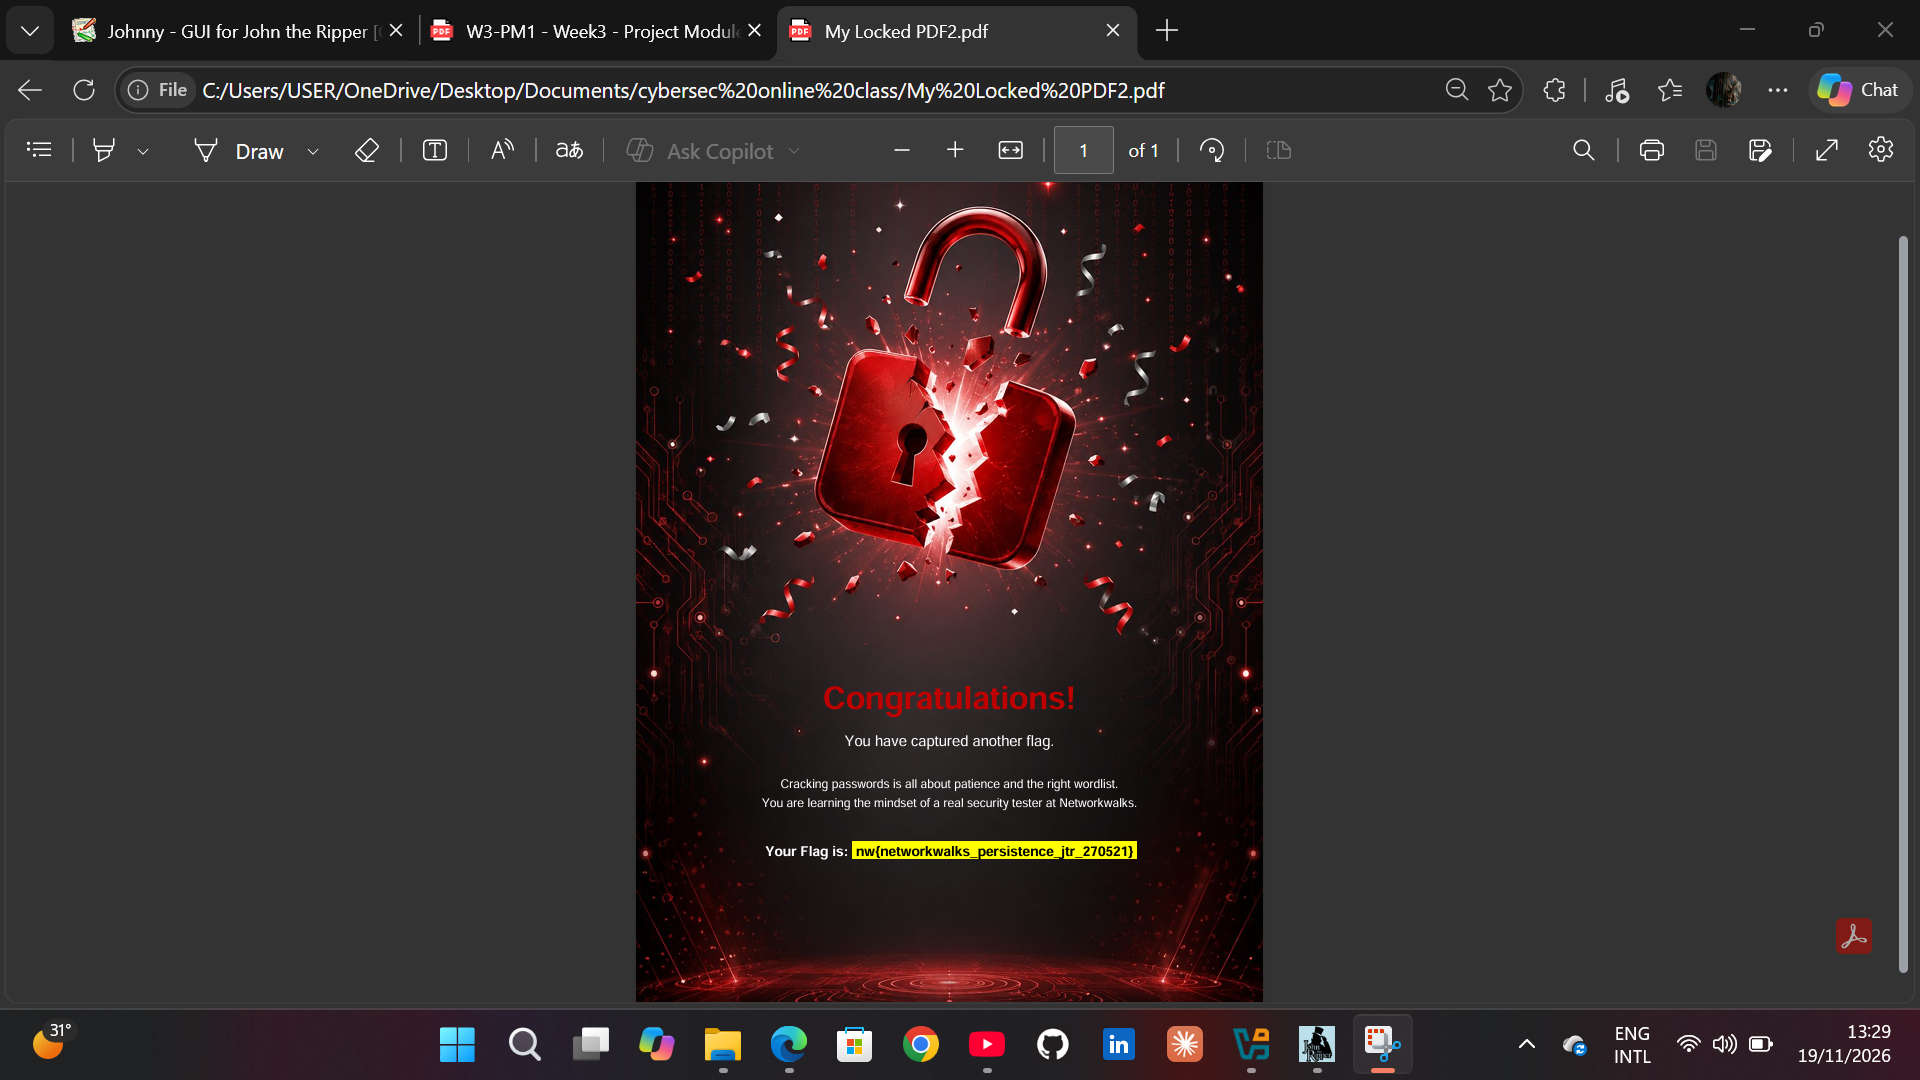 Johnny - GUI for John the Ripper [
W3-PM1 - Week3 - Project Modul
My Locked PDF2.pdf
File
C:/Users/USER/OneDrive/Desktop/Documents/cybersec%20online%20class/My%20Locked%20PDF2.pdf
Chat
Draw
aあ
Ask Copilot
1
of 1
Congratulations!
You have captured another flag.
Cracking passwords is all about patience and the right wordlist.
You are learning the mindset of a real security tester at Networkwalks.
Your Flag is: nw{networkwalks_persistence_jtr_270521}
31°
ENG
INTL
13:29
19/11/2026